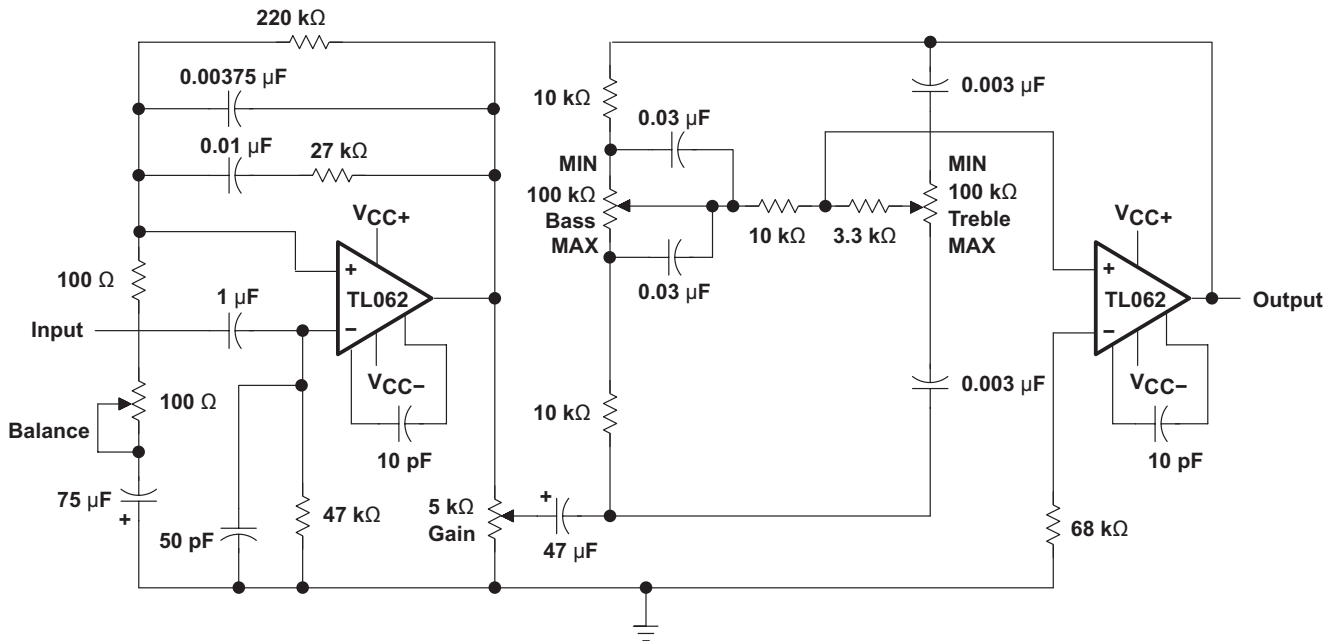 220 kΩ
0.00375 µF
0.01 µF
27 kΩ
VCC+
100 Ω
+
TL062
1 µF
Input
−
VCC−
100 Ω
Balance
10 pF
75 µF
+
50 pF
47 kΩ
5 kΩ
Gain
+
47 µF
10 kΩ
0.03 µF
MIN
100 kΩ
Bass
MAX
0.03 µF
10 kΩ
10 kΩ
3.3 kΩ
0.003 µF
MIN
100 kΩ
Treble
MAX
0.003 µF
VCC+
+
TL062
−
Output
VCC−
10 pF
68 kΩ